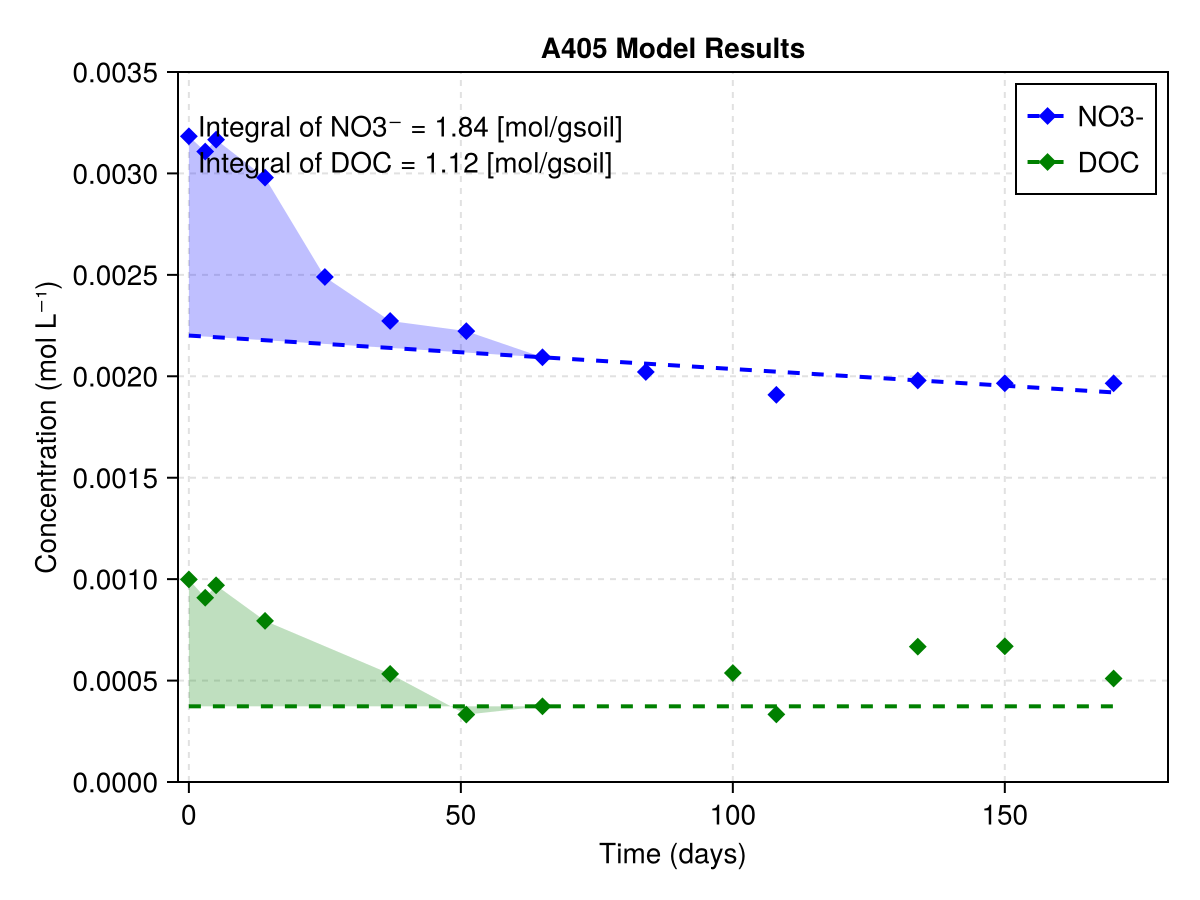 A405 Model Results
0.0035
0.0030
0.0025
0.0020
0.0015
0.0010
0.0005
0.0000
Concentration (mol L⁻¹)
Integral of NO3⁻ = 1.84 [mol/gsoil]
Integral of DOC = 1.12 [mol/gsoil]
NO3-
DOC
0
50
100
150
Time (days)